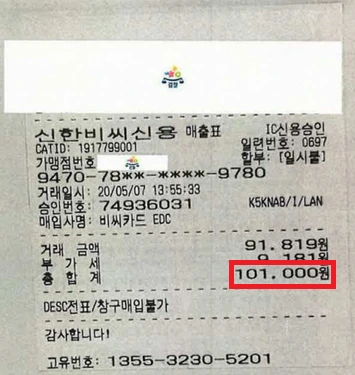 신한비씨신용 매출표 IC신용승인
CATID: 1917799001 일련번호: 0697
가맹점번호 할부: [일시불]
9470-78**-****-9780
거래일시: 20/05/07 13:55:33
승인번호: 74936031 K5KNAB/I/LAN
매입사명: 비씨카드 EDC
거래 금액 91.819원
부 가 세 9.181원
총 합 계 101.000원
DESC전표/창구매입불가
감사합니다!
고유번호: 1355-3230-5201